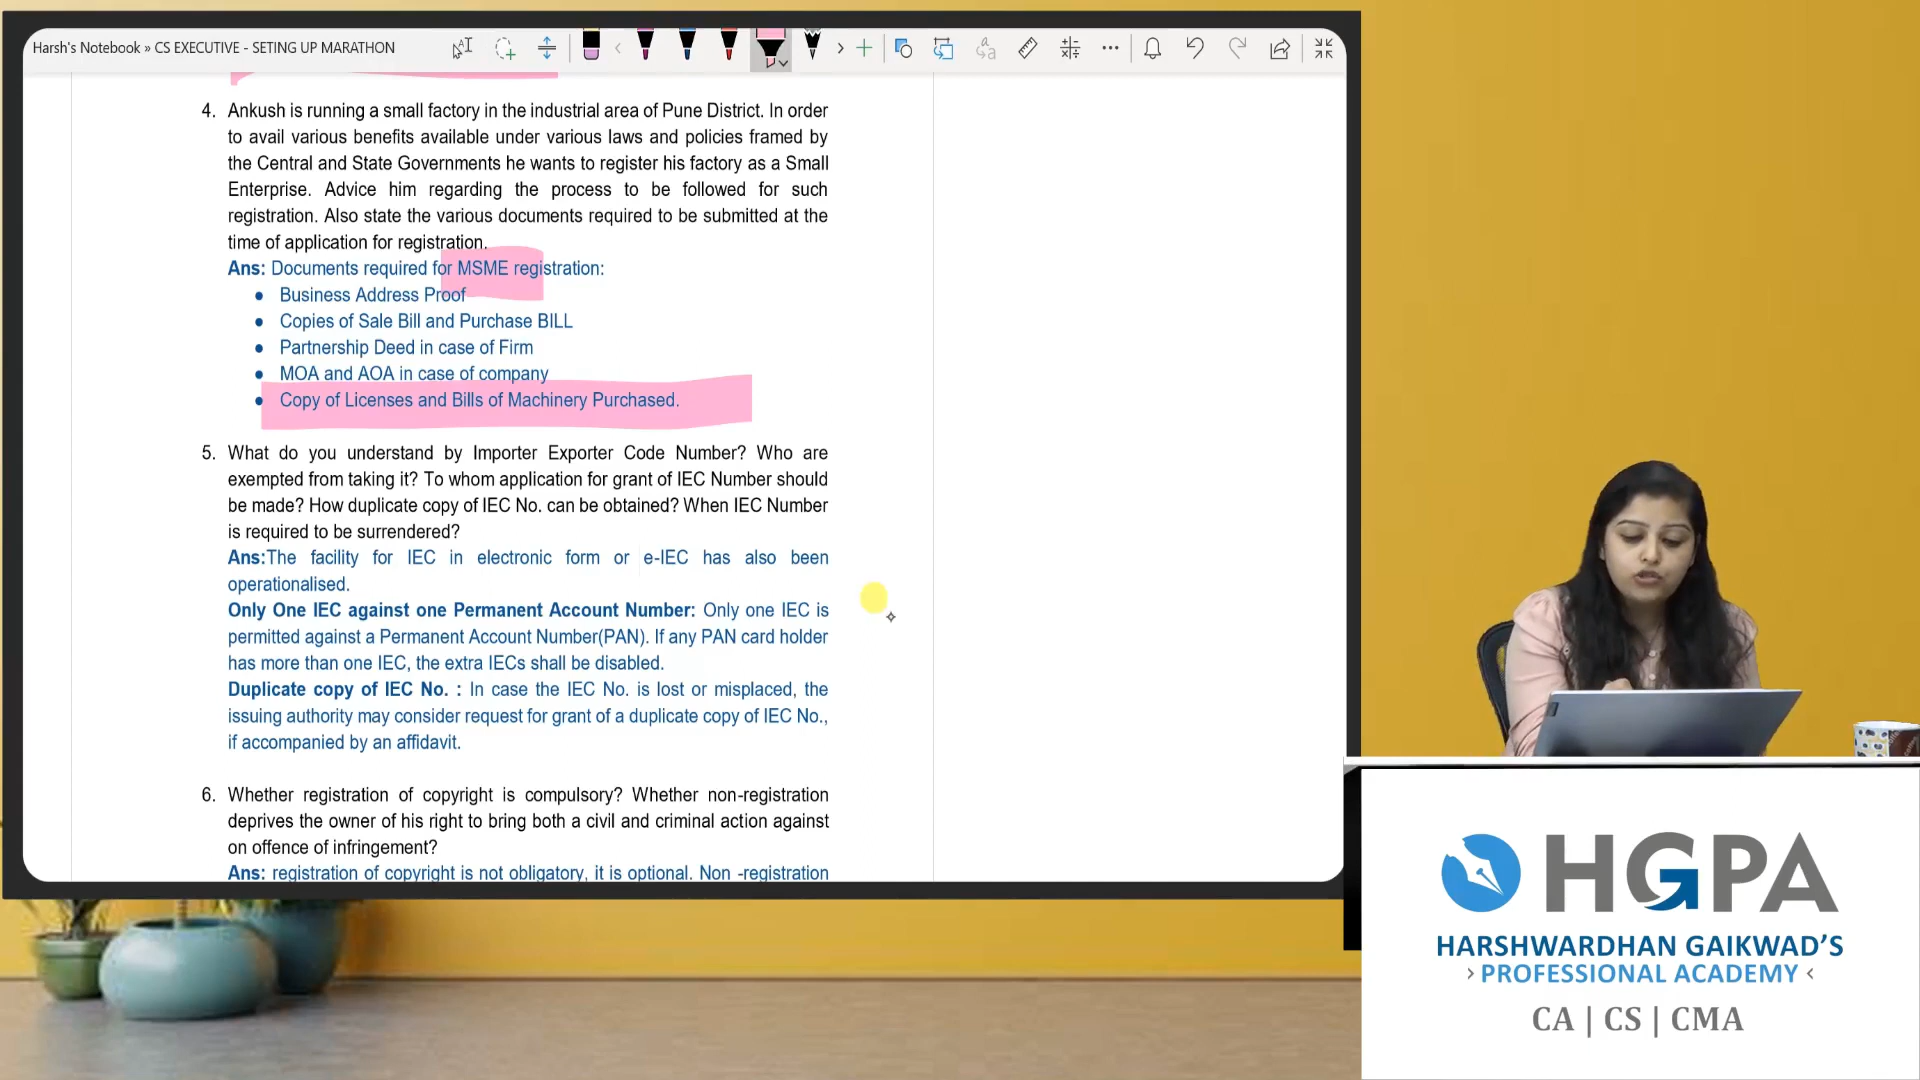 Harsh's Notebook » CS EXECUTIVE - SETING UP MARATHON
4. Ankush is running a small factory in the industrial area of Pune District. In order
to avail various benefits available under various laws and policies framed by
the Central and State Governments he wants to register his factory as a Small
Enterprise. Advice him regarding the process to be followed for such
registration. Also state the various documents required to be submitted at the
time of application for registration.
Ans: Documents required for MSME registration:
● Business Address Proof
● Copies of Sale Bill and Purchase BILL
● Partnership Deed in case of Firm
● MOA and AOA in case of company
● Copy of Licenses and Bills of Machinery Purchased.
5. What do you understand by Importer Exporter Code Number? Who are
exempted from taking it? To whom application for grant of IEC Number should
be made? How duplicate copy of IEC No. can be obtained? When IEC Number
is required to be surrendered?
Ans:The facility for IEC in electronic form or e-IEC has also been
operationalised.
Only One IEC against one Permanent Account Number: Only one IEC is
permitted against a Permanent Account Number(PAN). If any PAN card holder
has more than one IEC, the extra IECs shall be disabled.
Duplicate copy of IEC No. : In case the IEC No. is lost or misplaced, the
issuing authority may consider request for grant of a duplicate copy of IEC No.,
if accompanied by an affidavit.
6. Whether registration of copyright is compulsory? Whether non-registration
deprives the owner of his right to bring both a civil and criminal action against
on offence of infringement?
Ans: registration of copyright is not obligatory, it is optional. Non -registration
HGPA
HARSHWARDHAN GAIKWAD'S
› PROFESSIONAL ACADEMY ‹
CA | CS | CMA